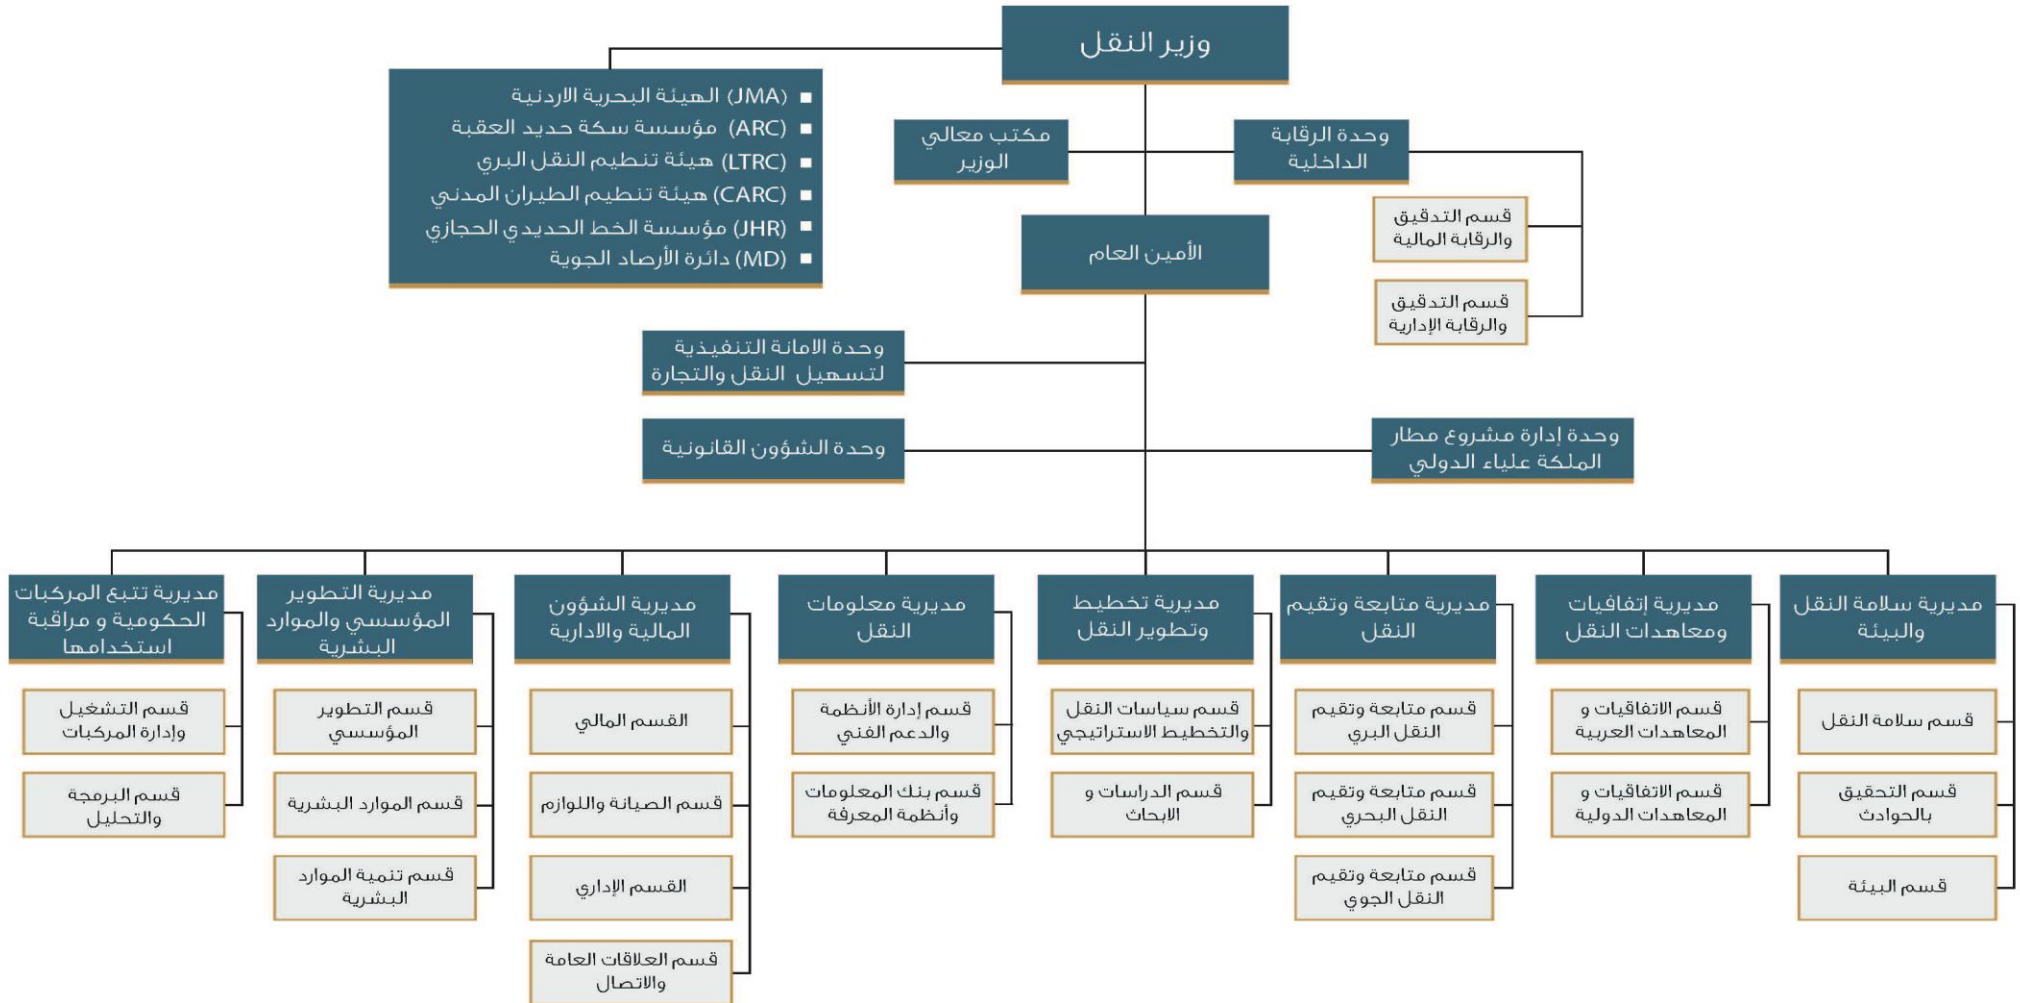 وزير النقل
(JMA) الهيئة البحرية الاردنية
(ARC) مؤسسة سكة حديد العقبة
(LTRC) هيئة تنظيم النقل البري
(CARC) هيئة تنظيم الطيران المدني
(JHR) مؤسسة الخط الحديدي الحجازي
(MD) دائرة الأرصاد الجوية
وحدة الرقابة
الداخلية
مكتب معالي
الوزير
قسم التدقيق
والرقابة المالية
قسم التدقيق
والرقابة الإدارية
الأمين العام
وحدة الامانة التنفيذية
لتسهيل النقل والتجارة
وحدة إدارة مشروع مطار
الملكة علياء الدولي
وحدة الشؤون القانونية
مديرية سلامة النقل
والبيئة
قسم سلامة النقل
قسم التحقيق
بالحوادث
قسم البيئة
مديرية إتفافيات
ومعاهدات النقل
قسم الاتفاقيات و
المعاهدات العربية
قسم الاتفاقيات و
المعاهدات الدولية
مديرية متابعة وتقيم
النقل
قسم متابعة وتقيم
النقل البري
قسم متابعة وتقيم
النقل البحري
قسم متابعة وتقيم
النقل الجوي
مديرية تخطيط
وتطوير النقل
قسم سياسات النقل
والتخطيط الاستراتيجي
قسم الدراسات و
الابحاث
مديرية معلومات
النقل
قسم إدارة الأنظمة
والدعم الفني
قسم بنك المعلومات
وأنظمة المعرفة
مديرية الشؤون
المالية والادارية
القسم المالي
قسم الصيانة واللوازم
القسم الإداري
قسم العلاقات العامة
والاتصال
مديرية التطوير
المؤسسي والموارد
البشرية
قسم التطوير
المؤسسي
قسم الموارد البشرية
قسم تنمية الموارد
البشرية
مديرية تتبع المركبات
الحكومية و مراقبة
استخدامها
قسم التشغيل
وإدارة المركبات
قسم البرمجة
والتحليل